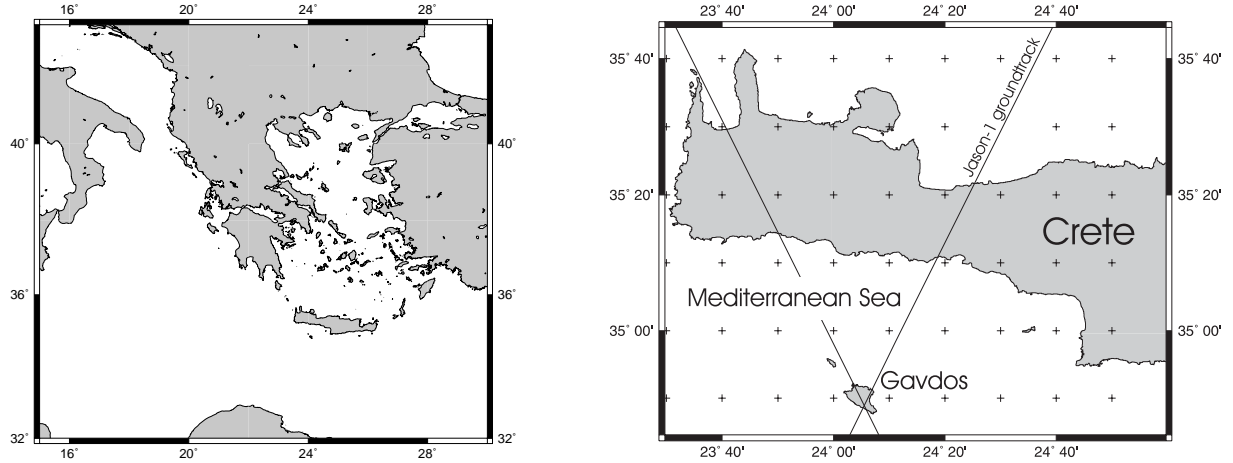 16˚ 20˚ 24˚ 28˚
40˚ 40˚
36˚ 36˚
32˚ 32˚
16˚ 20˚ 24˚ 28˚
23˚ 40' 24˚ 00' 24˚ 20' 24˚ 40'
35˚ 40' 35˚ 40'
Jason-1 groundtrack
35˚ 20' 35˚ 20'
Crete
Mediterranean Sea
35˚ 00' 35˚ 00'
Gavdos
23˚ 40' 24˚ 00' 24˚ 20' 24˚ 40'